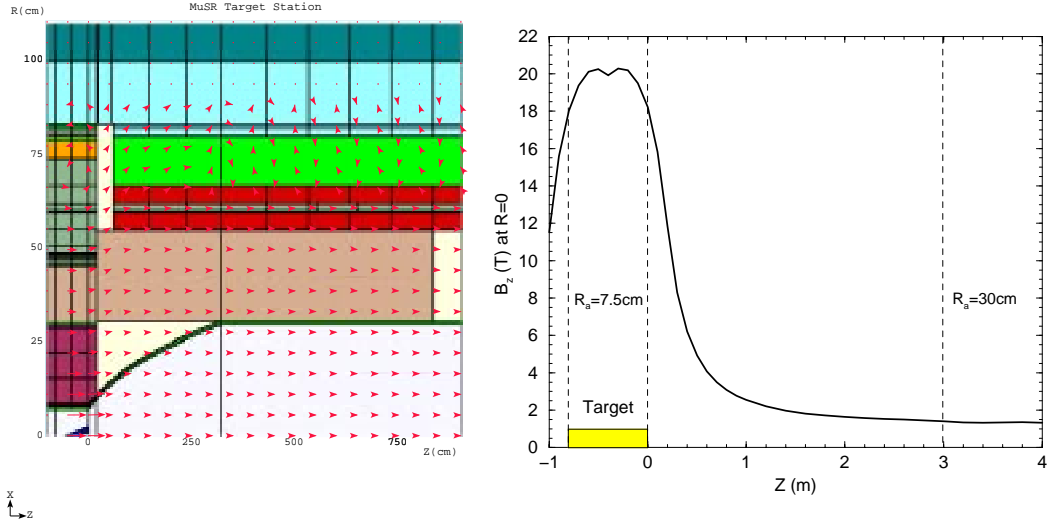 R(cm)
MuSR Target Station
100
75
50
25
0
0
250
500
750
Z(cm)
X
Z
22
20
18
16
14
12
10
8
6
4
2
0
B_z (T) at R=0
R_a=7.5cm
R_a=30cm
Target
−1
0
1
2
3
4
Z (m)